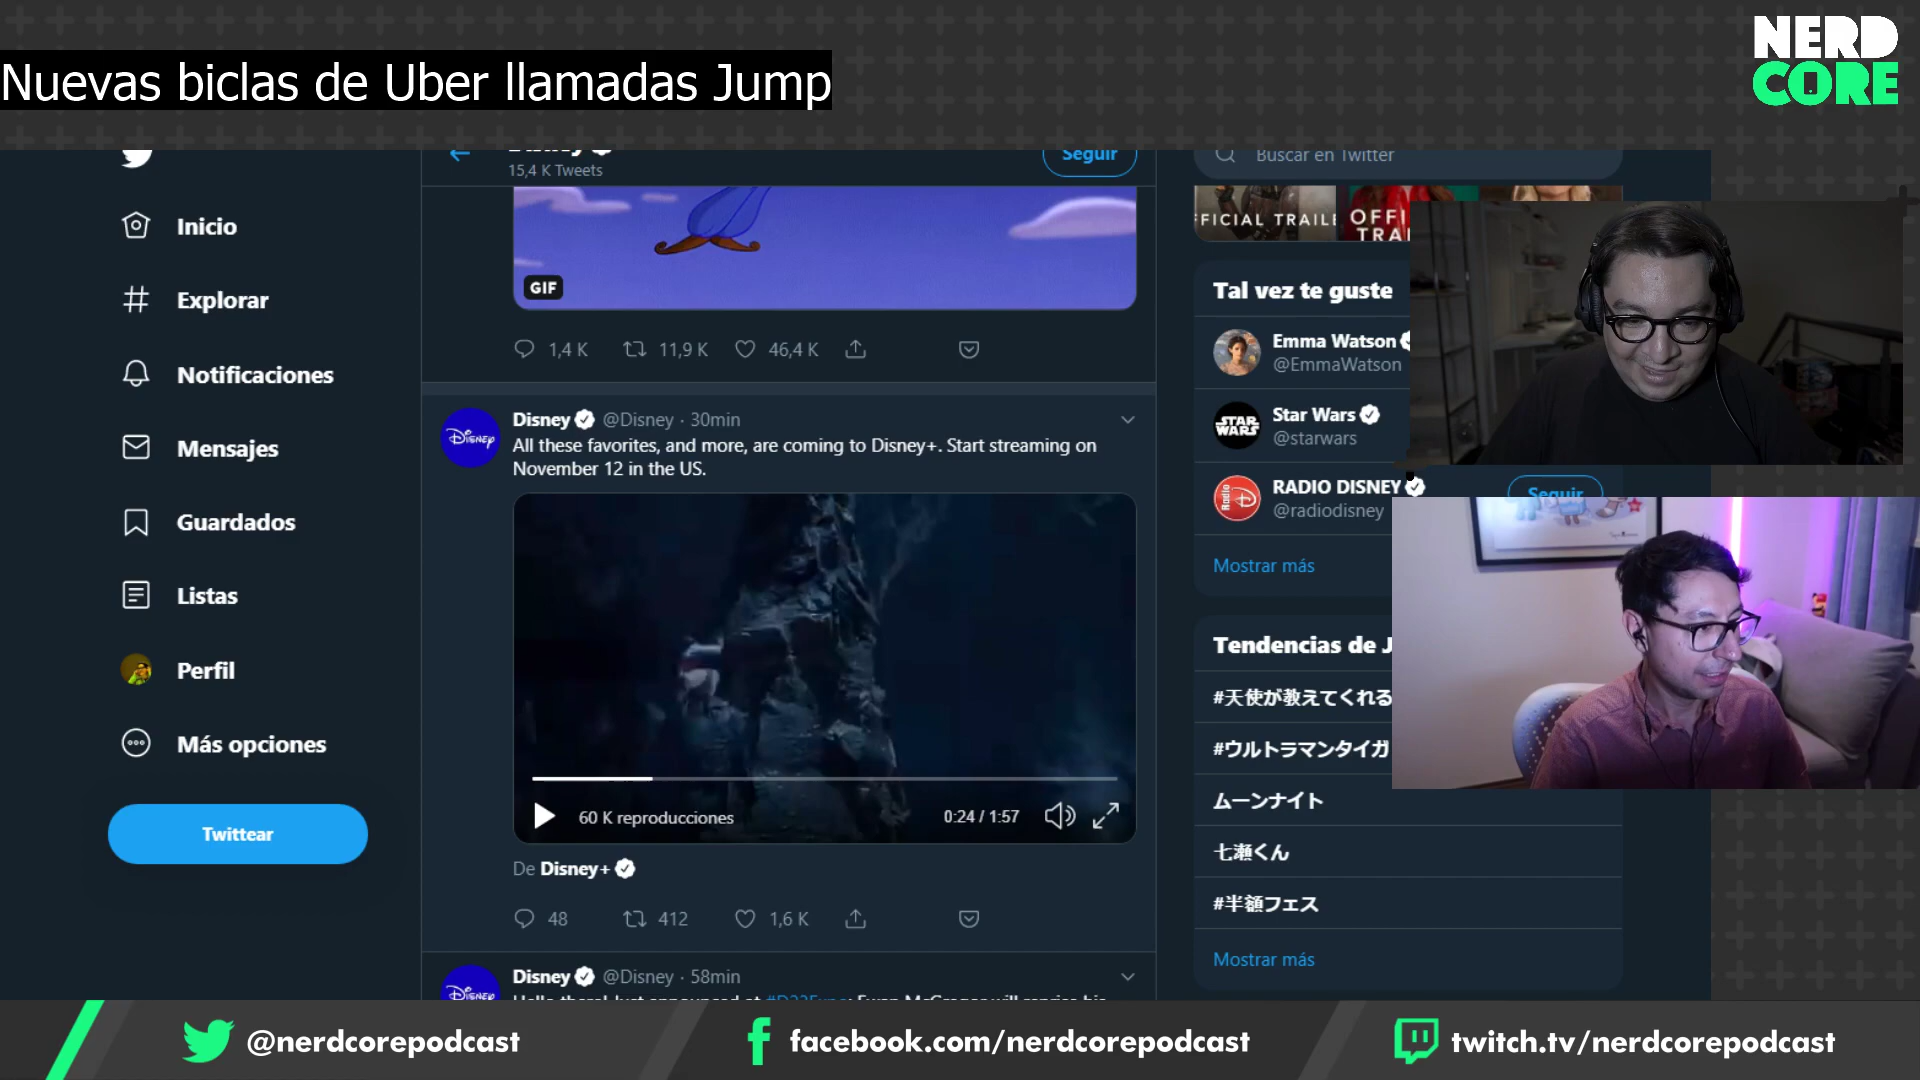 Nuevas biclas de Uber llamadas Jump
NERD
CORE
Inicio
Explorar
Notificaciones
Mensajes
Guardados
Listas
Perfil
Más opciones
Twittear
Disney
15,4 K Tweets
Seguir
GIF
1,4 K 11,9 K 46,4 K
Disney @Disney · 30min
All these favorites, and more, are coming to Disney+. Start streaming on
November 12 in the US.
60 K reproducciones 0:24 / 1:57
De Disney+
48 412 1,6 K
Disney @Disney · 58min
Buscar en Twitter
FFICIAL TRAILE
OFFI
TRAI
Tal vez te guste
Emma Watson
@EmmaWatson
Star Wars
@starwars
RADIO DISNEY
@radiodisney
Seguir
Mostrar más
Tendencias de J
#天使が教えてくれる
#ウルトラマンタイガ
ムーンナイト
七瀬くん
#半額フェス
Mostrar más
@nerdcorepodcast
facebook.com/nerdcorepodcast
twitch.tv/nerdcorepodcast